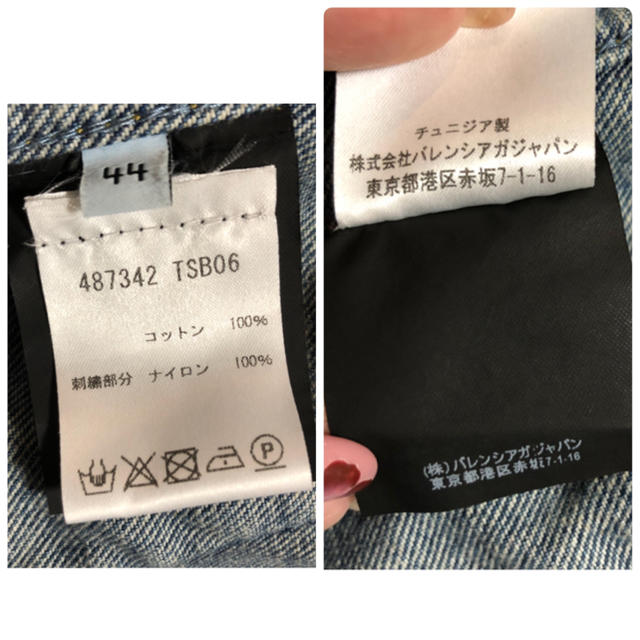 44
487342 TSB06
コットン 100%
刺繍部分 ナイロン 100%
P
チュニジア製
株式会社バレンシアガジャパン
東京都港区赤坂7-1-16
(株)バレンシアガジャパン
東京都港区赤坂7-1-16